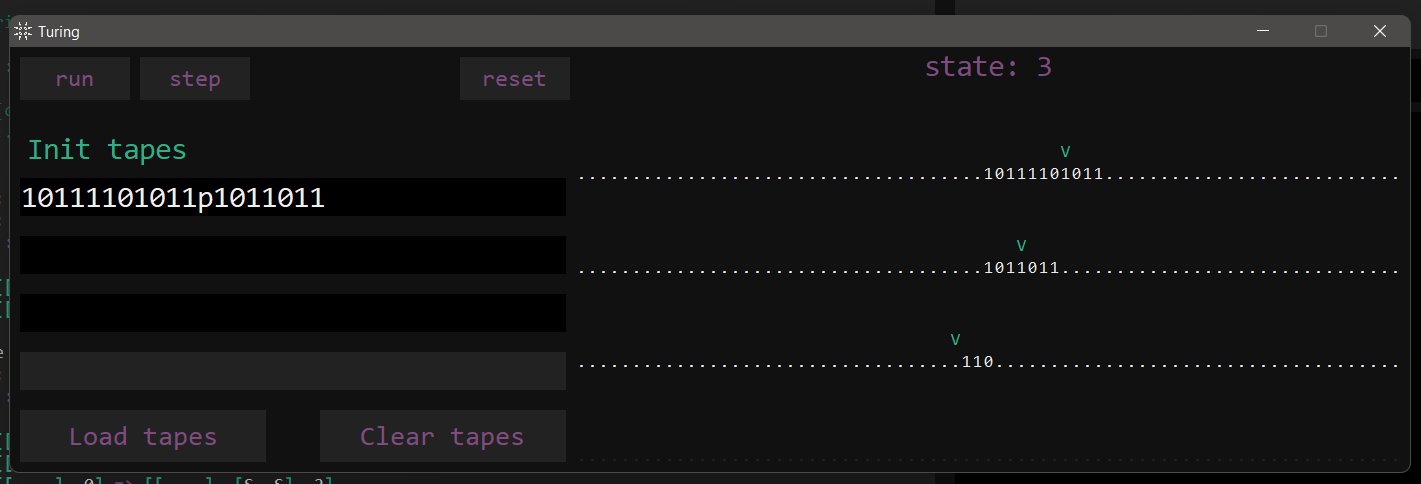 Turing
run step reset state: 3
Init tapes
v
10111101011p1011011
.....................................10111101011...........................
v
.....................................1011011...............................
v
...................................110.....................................
Load tapes Clear tapes